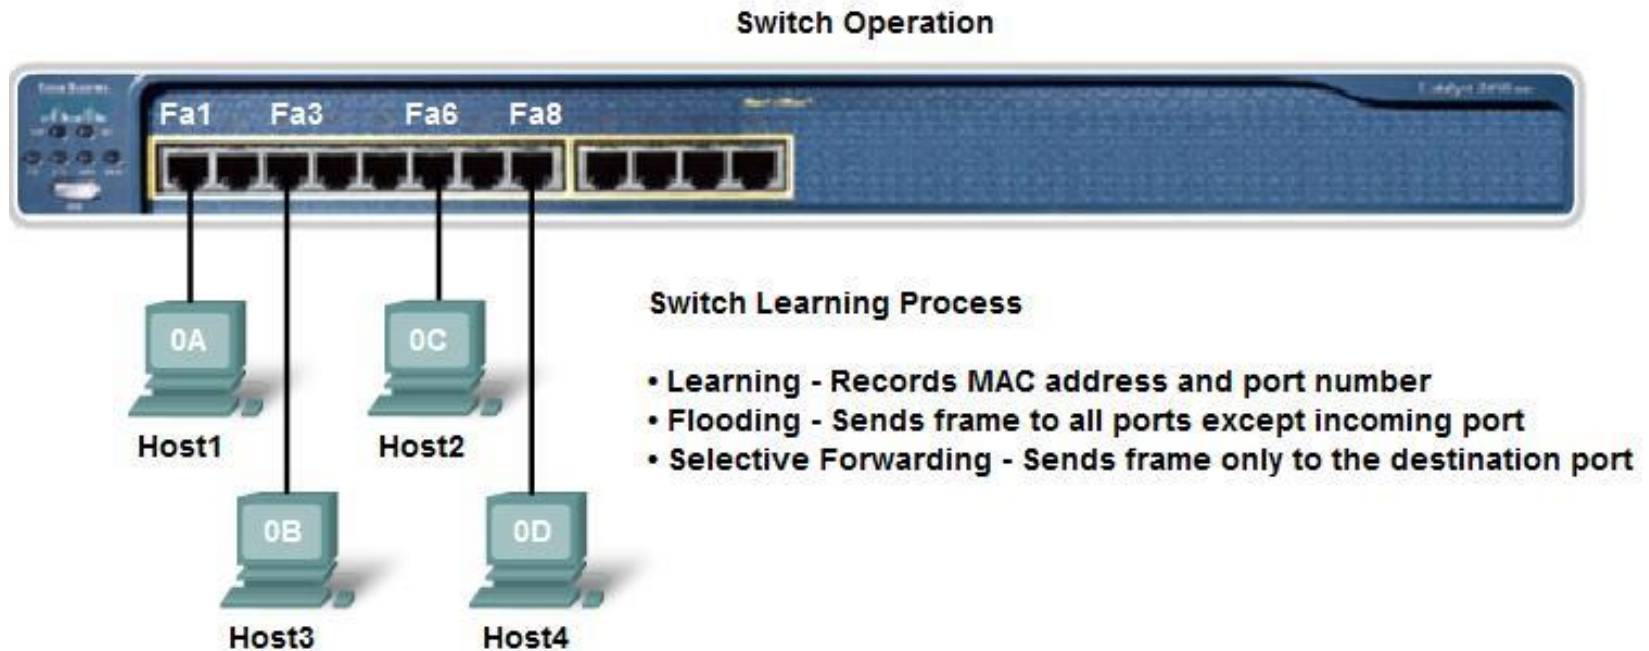 Switch Operation
Fa1 Fa3 Fa6 Fa8
0A
0C
Host1
Host2
0B
0D
Host3
Host4
Switch Learning Process
• Learning - Records MAC address and port number
• Flooding - Sends frame to all ports except incoming port
• Selective Forwarding - Sends frame only to the destination port